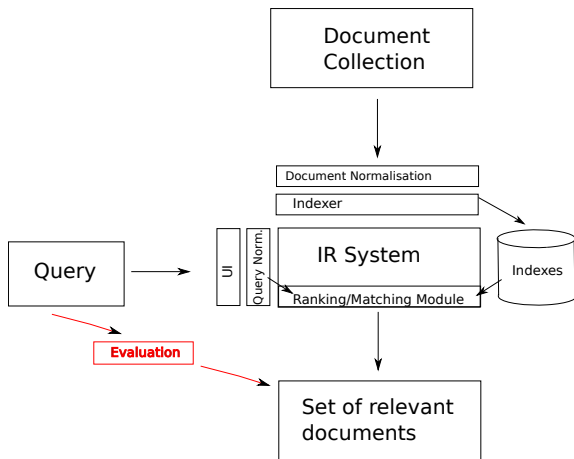 Document
Collection
Document Normalisation
Indexer
Query
UI
Query Norm.
IR System
Ranking/Matching Module
Indexes
Evaluation
Set of relevant
documents